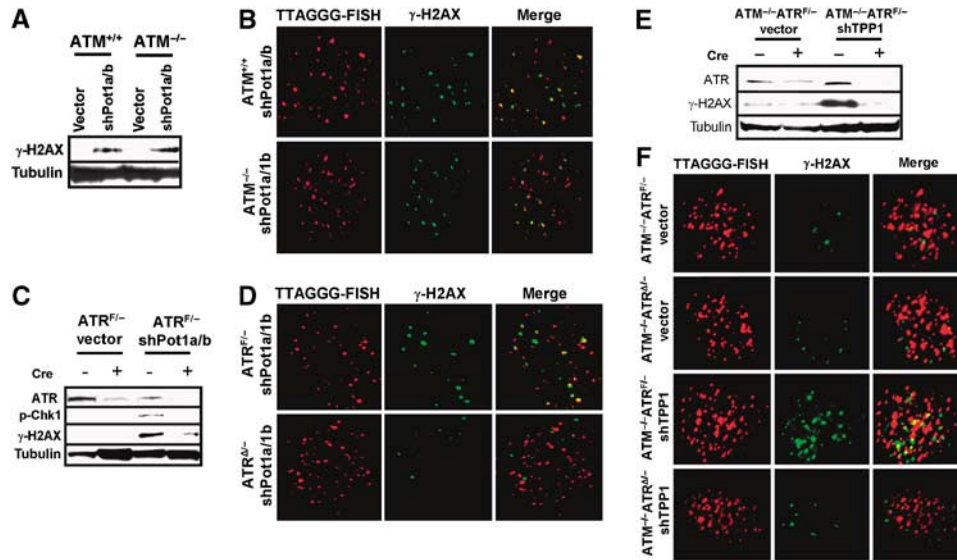 A
ATM+/+ ATM−/−
Vector
shPot1a/b
Vector
shPot1a/b
γ-H2AX
Tubulin
B
TTAGGG-FISH γ-H2AX Merge
ATM+/+
shPot1a/b
ATM−/−
shPot1a/1b
C
ATRF/− ATRF/−
vector shPot1a/b
Cre − + − +
ATR
p-Chk1
γ-H2AX
Tubulin
D
TTAGGG-FISH γ-H2AX Merge
ATRF/−
shPot1a/1b
ATRΔ/−
shPot1a/1b
E
ATM−/−ATRF/− ATM−/−ATRF/−
vector shTPP1
Cre − + − +
ATR
γ-H2AX
Tubulin
F
TTAGGG-FISH γ-H2AX Merge
ATM−/−ATRF/−
vector
ATM−/−ATRΔ/−
vector
ATM−/−ATRF/−
shTPP1
ATM−/−ATRΔ/−
shTPP1